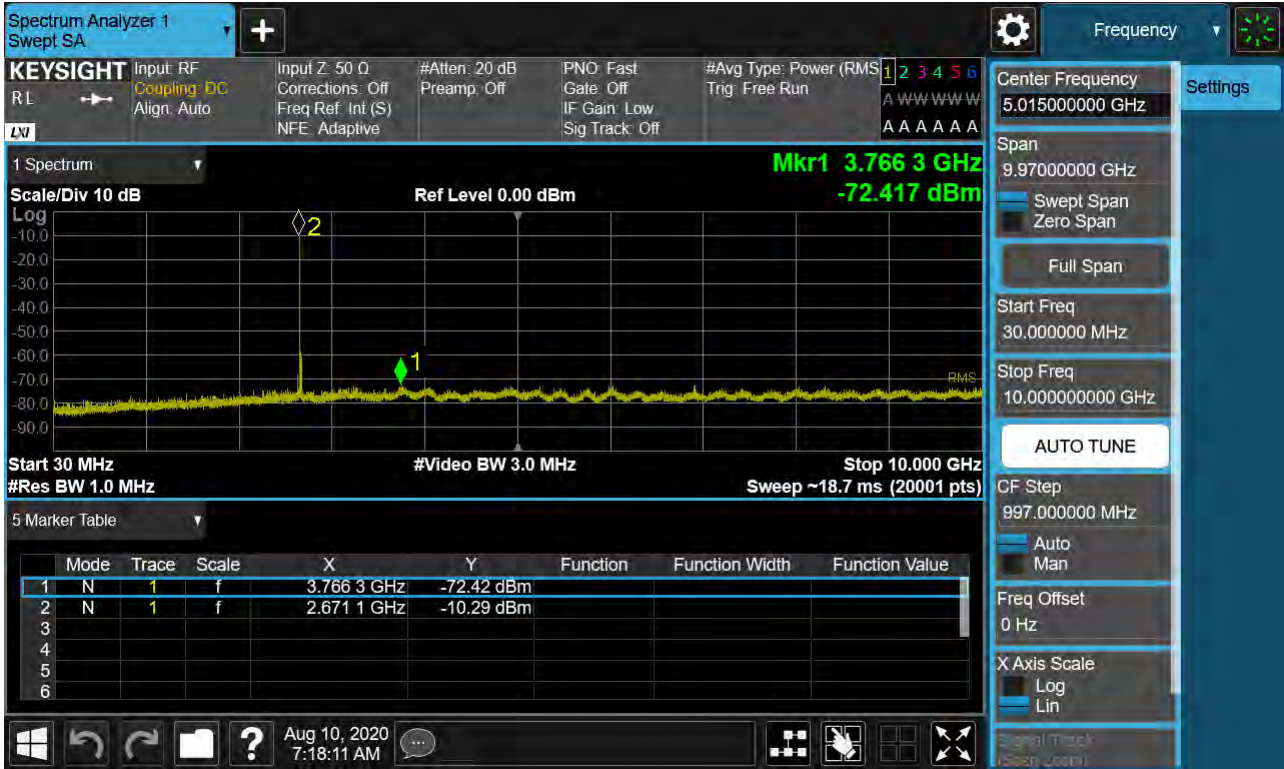 Spectrum Analyzer 1
Swept SA
Frequency
KEYSIGHT
R L
LXI
Input: RF
Coupling: DC
Align: Auto
Input Z: 50 Ω
Corrections: Off
Freq Ref: Int (S)
NFE: Adaptive
#Atten: 20 dB
Preamp: Off
PNO: Fast
Gate: Off
IF Gain: Low
Sig Track: Off
#Avg Type: Power (RMS
Trig: Free Run
1 2 3 4 5 6
A W W W W W
A A A A A A
1 Spectrum
Mkr1 3.766 3 GHz
Scale/Div 10 dB
Ref Level 0.00 dBm
-72.417 dBm
Log
-10.0
-20.0
-30.0
-40.0
-50.0
-60.0
-70.0
-80.0
-90.0
2
1
RMS
Start 30 MHz
#Video BW 3.0 MHz
Stop 10.000 GHz
#Res BW 1.0 MHz
Sweep ~18.7 ms (20001 pts)
5 Marker Table
Mode Trace Scale X Y Function Function Width Function Value
1 N 1 f 3.766 3 GHz -72.42 dBm
2 N 1 f 2.671 1 GHz -10.29 dBm
3
4
5
6
Aug 10, 2020
7:18:11 AM
Center Frequency
5.015000000 GHz
Settings
Span
9.97000000 GHz
Swept Span
Zero Span
Full Span
Start Freq
30.000000 MHz
Stop Freq
10.000000000 GHz
AUTO TUNE
CF Step
997.000000 MHz
Auto
Man
Freq Offset
0 Hz
X Axis Scale
Log
Lin
Signal Track
(Span Zoom)